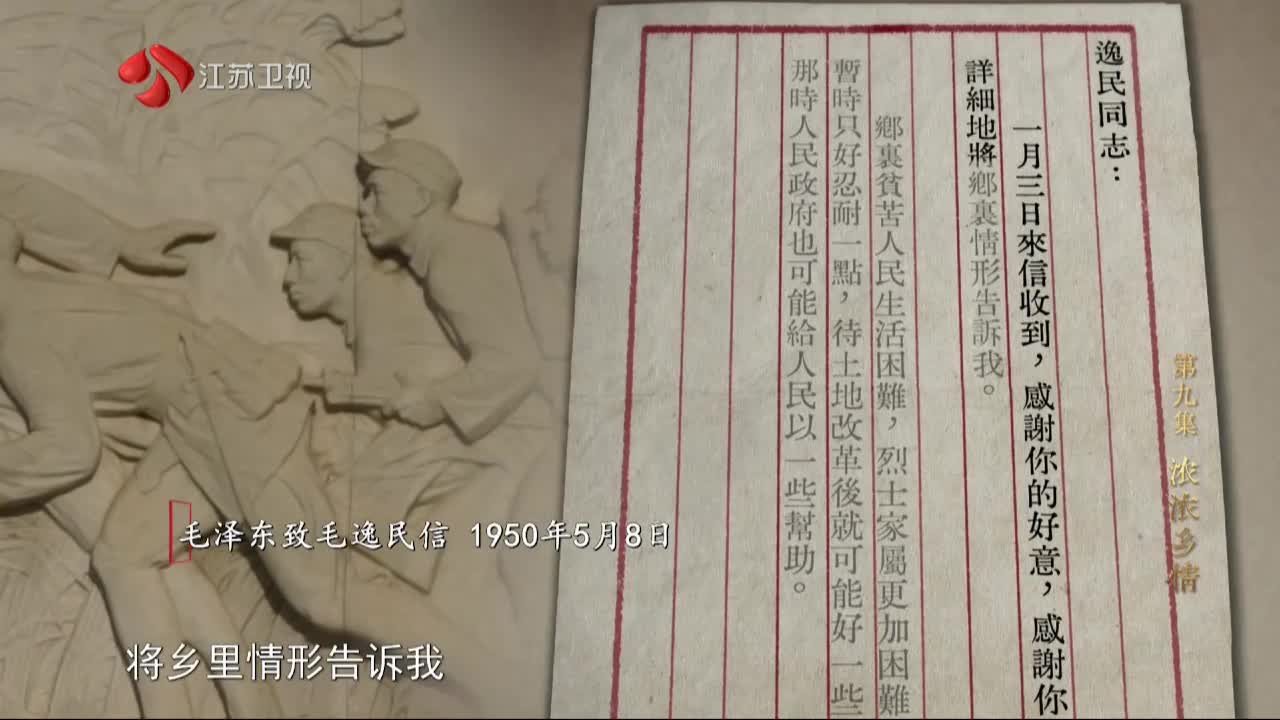 江苏卫视
逸民同志：
一月三日來信收到，感謝你的好意，感謝你
詳細地將鄉裏情形告訴我。
鄉裏貧苦人民生活困難，烈士家屬更加困難
暫時只好忍耐一點，待土地改革後就可能好一些
那時人民政府也可能給人民以一些幫助。
第九集 浓浓乡情
毛泽东致毛逸民信 1950年5月8日
将乡里情形告诉我